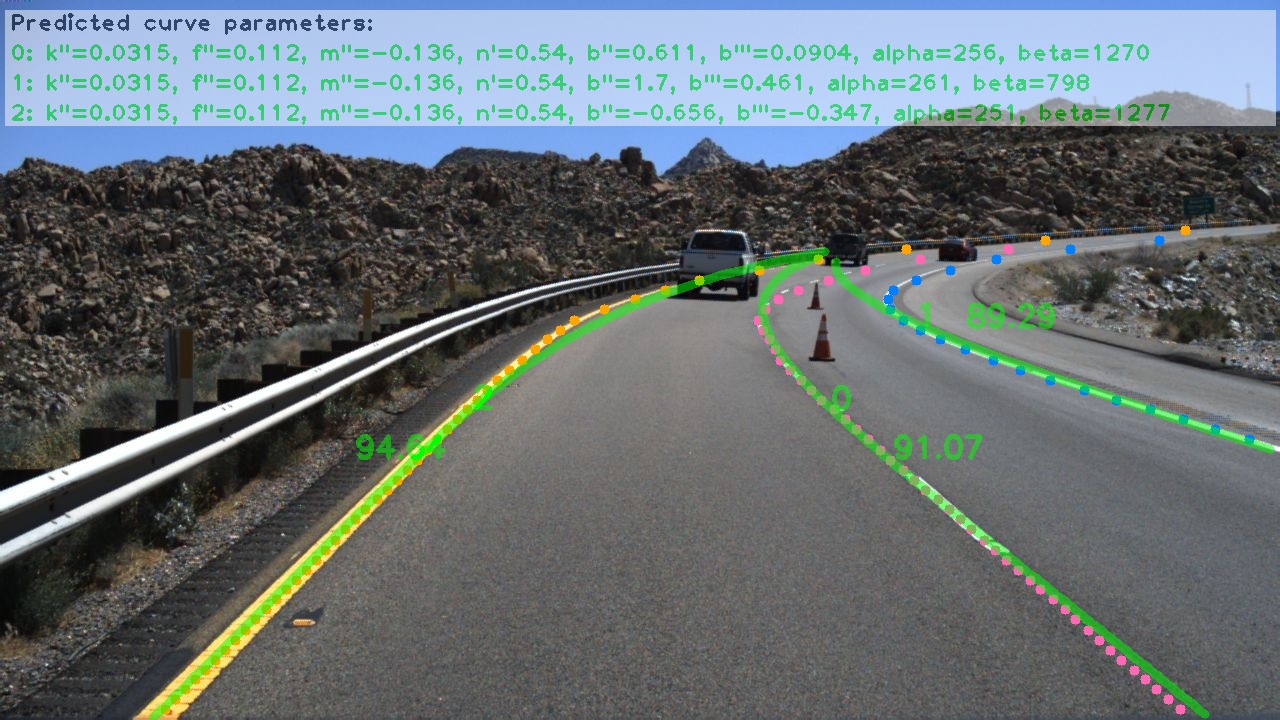 Predicted curve parameters:
0: k''=0.0315, f''=0.112, m''=-0.136, n'=0.54, b''=0.611, b'''=0.0904, alpha=256, beta=1270
1: k''=0.0315, f''=0.112, m''=-0.136, n'=0.54, b''=1.7, b'''=0.461, alpha=261, beta=798
2: k''=0.0315, f''=0.112, m''=-0.136, n'=0.54, b''=-0.656, b'''=-0.347, alpha=251, beta=1277
1 89.29
2
0
94.64
91.07